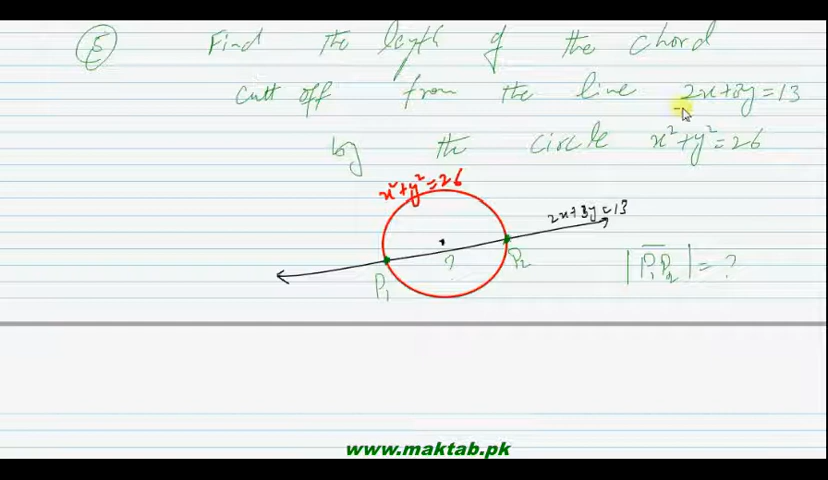 5 Find the length of the chord
cutt off from the line 2x+3y=13
by the circle x²+y²=26
x²+y²=26
2x+3y=13
? P₂ |P₁P₂| = ?
P₁
www.maktab.pk